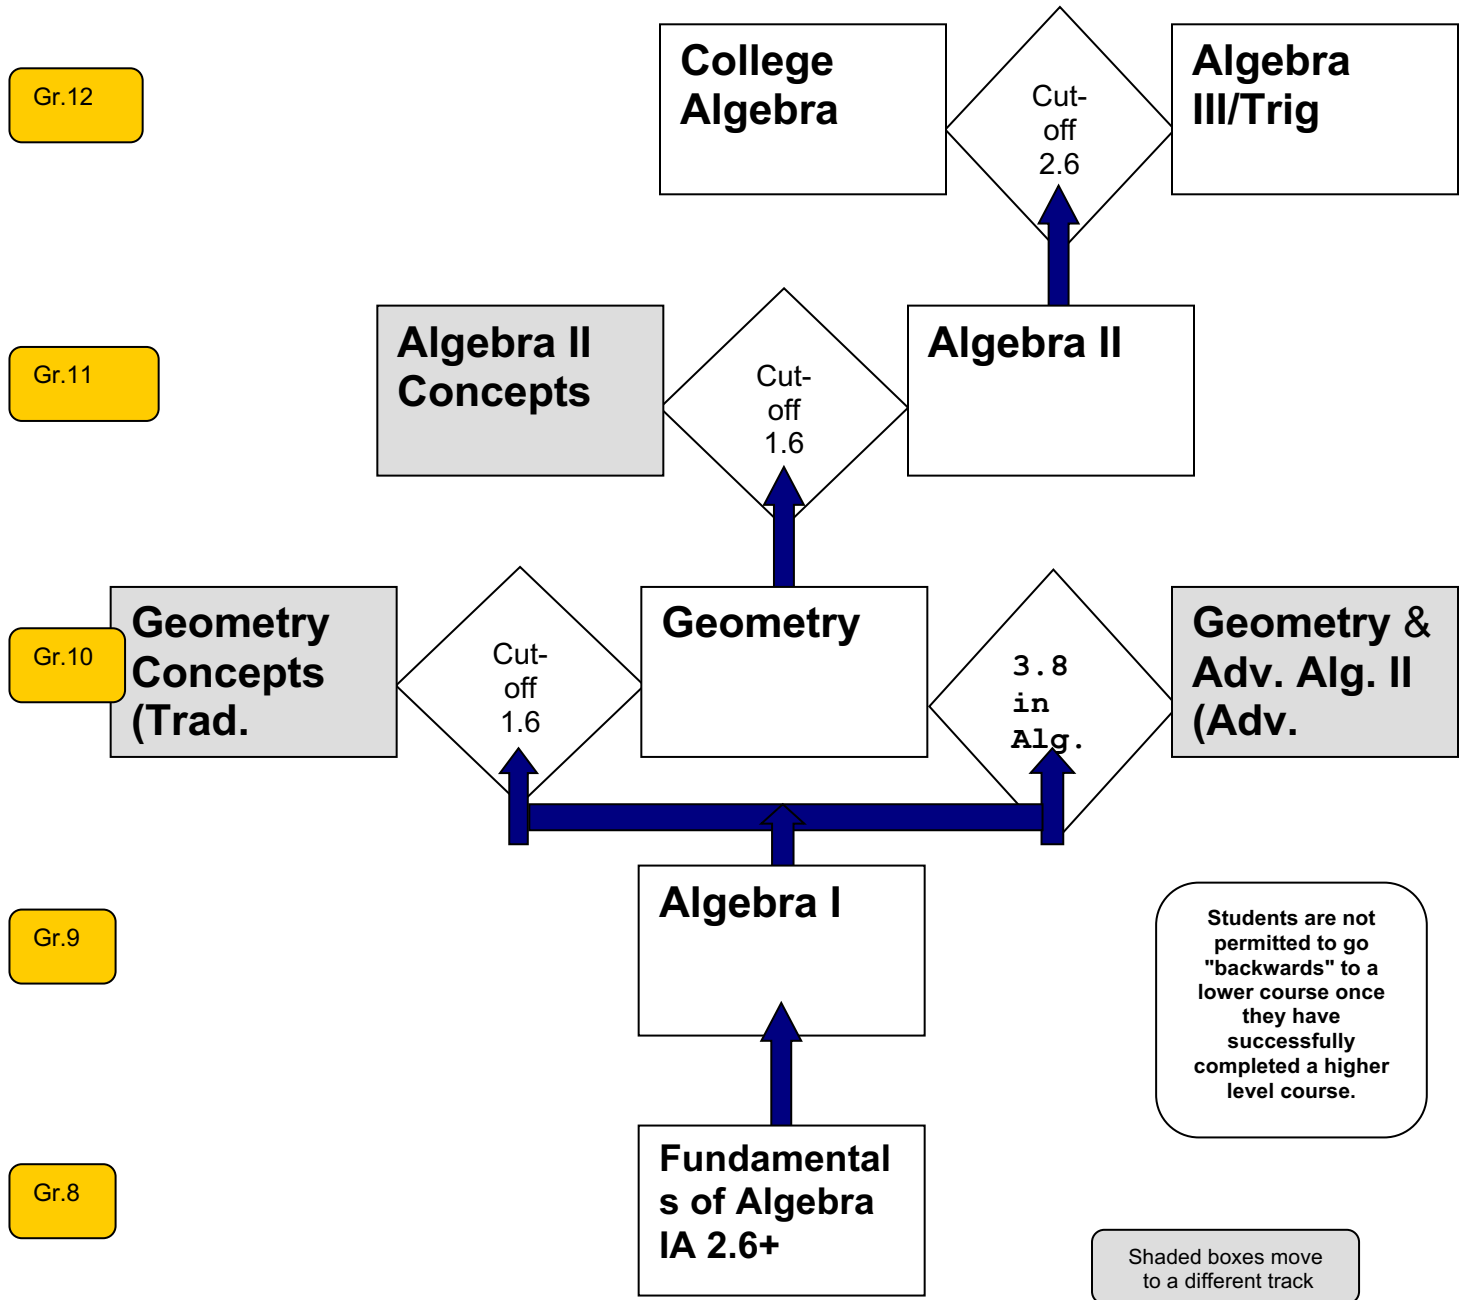 Gr.12
College
Algebra
Cut-
off
2.6
Algebra
III/Trig
Gr.11
Algebra II
Concepts
Cut-
off
1.6
Algebra II
Gr.10
Geometry
Concepts
(Trad.
Cut-
off
1.6
Geometry
3.8
in
Alg.
Geometry &
Adv. Alg. II
(Adv.
Gr.9
Algebra I
Students are not
permitted to go
"backwards" to a
lower course once
they have
successfully
completed a higher
level course.
Gr.8
Fundamental
s of Algebra
IA 2.6+
Shaded boxes move
to a different track